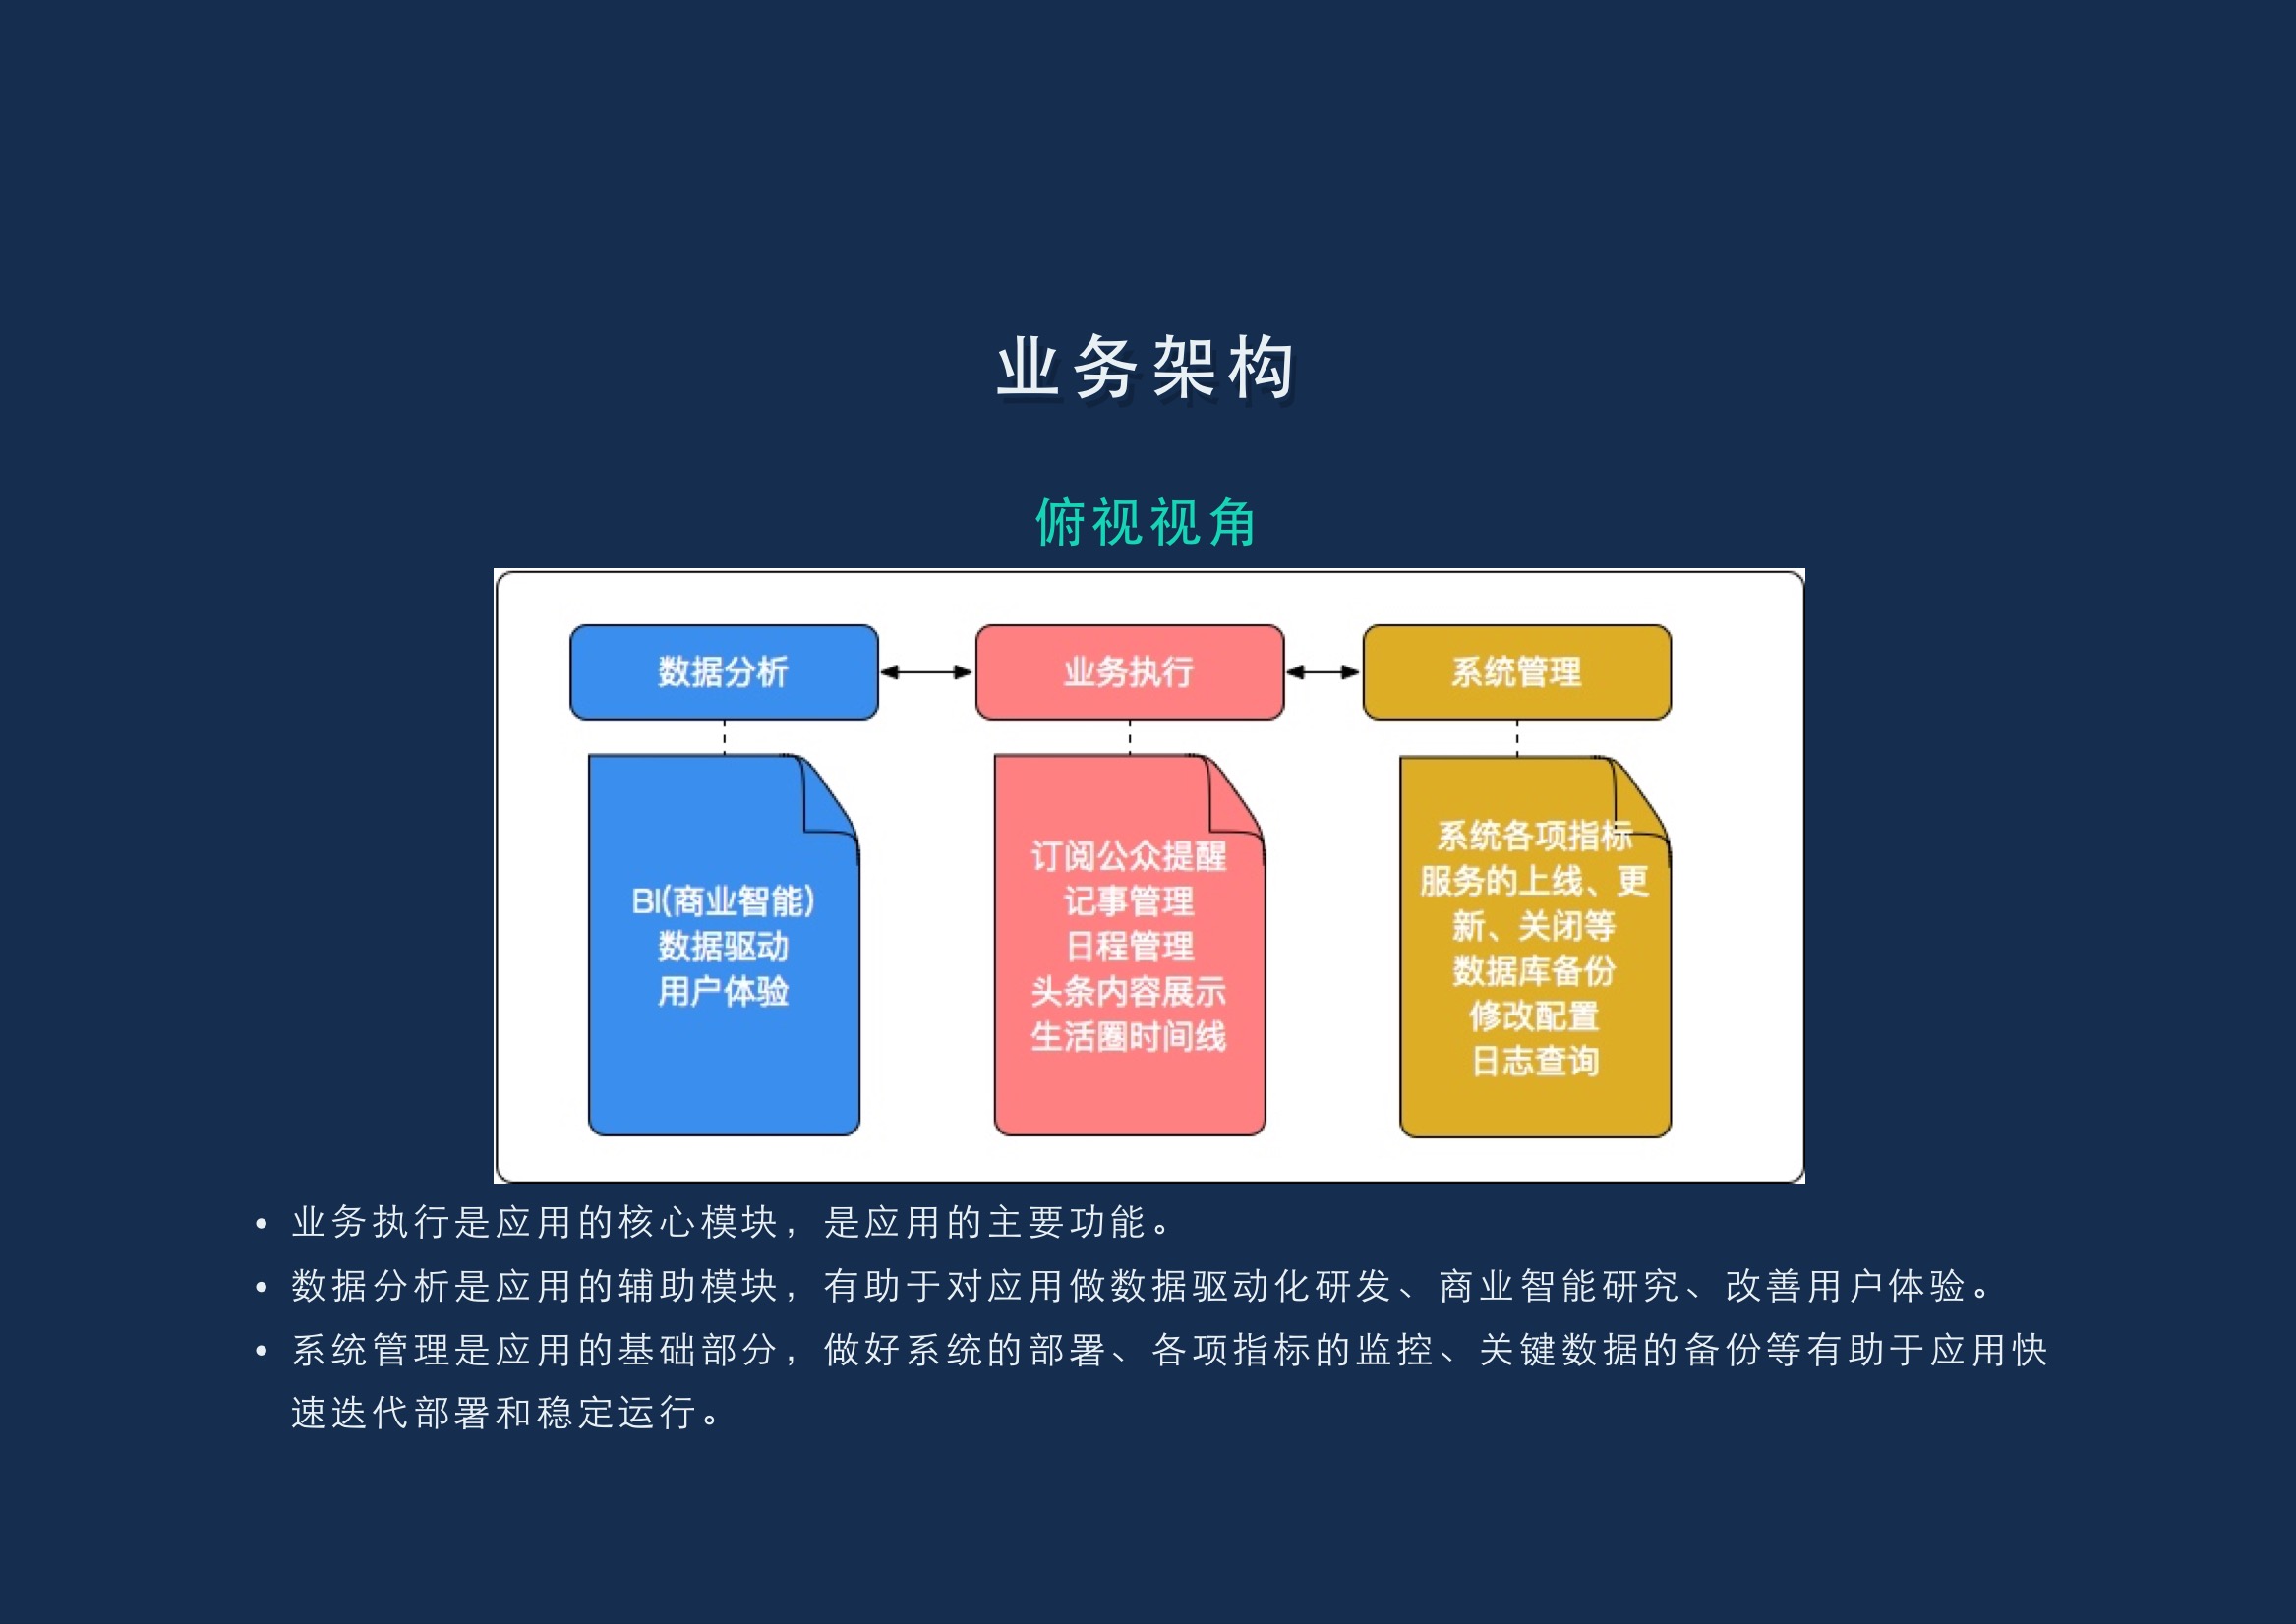 业务架构
俯视视角
数据分析
业务执行
系统管理
BI(商业智能)
数据驱动
用户体验
订阅公众提醒
记事管理
日程管理
头条内容展示
生活圈时间线
系统各项指标
服务的上线、更
新、关闭等
数据库备份
修改配置
日志查询
• 业务执行是应用的核心模块，是应用的主要功能。
• 数据分析是应用的辅助模块，有助于对应用做数据驱动化研发、商业智能研究、改善用户体验。
• 系统管理是应用的基础部分，做好系统的部署、各项指标的监控、关键数据的备份等有助于应用快
速迭代部署和稳定运行。